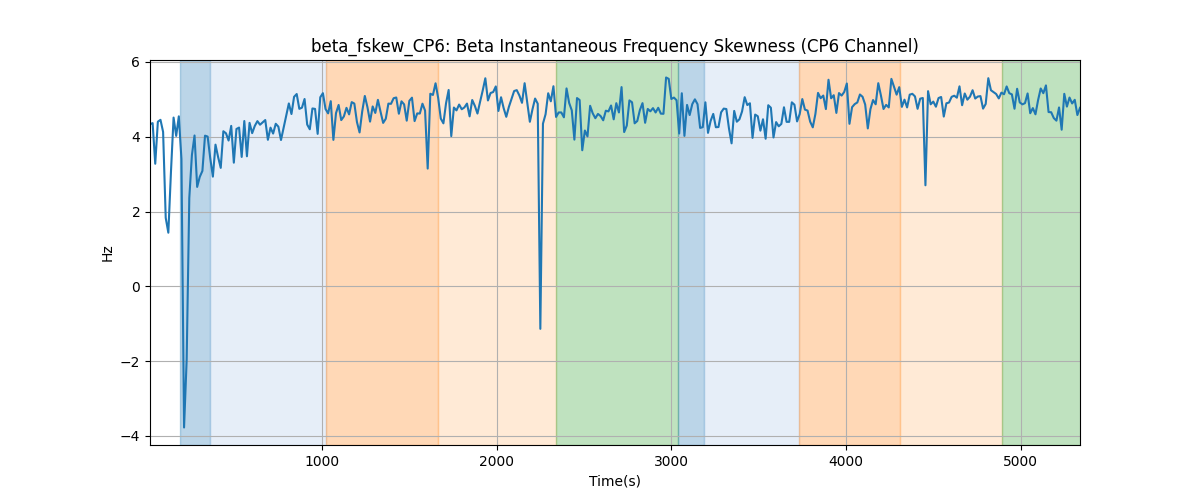 beta_fskew_CP6: Beta Instantaneous Frequency Skewness (CP6 Channel)
6
4
2
0
−2
−4
Hz
1000 2000 3000 4000 5000
Time(s)